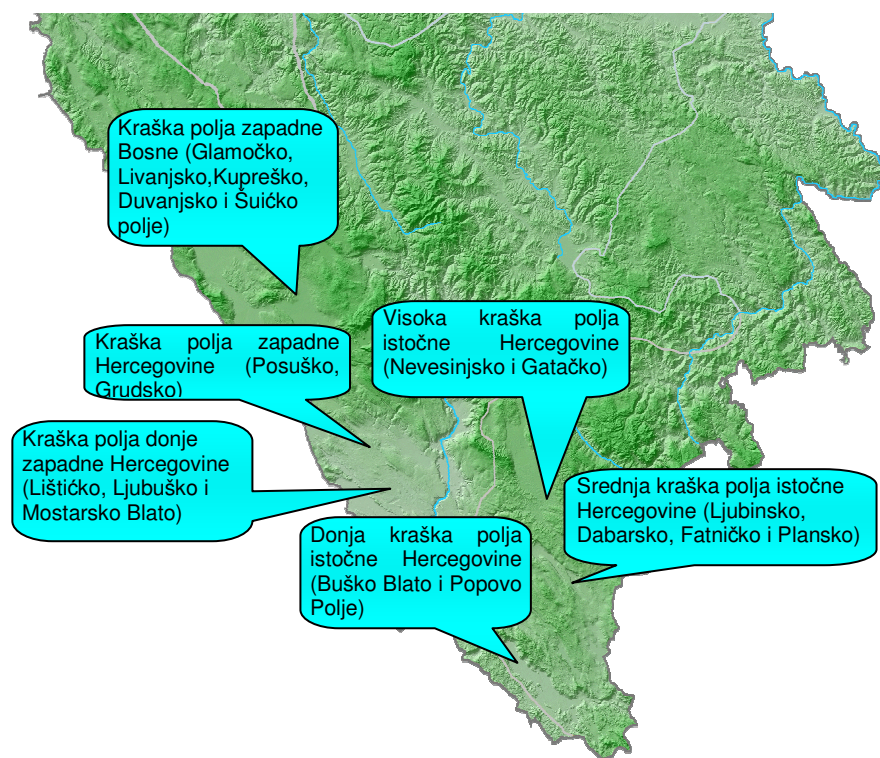 Kraška polja zapadne
Bosne (Glamočko,
Livanjsko,Kupreško,
Duvanjsko i Šuićko
polje)
Kraška polja zapadne
Hercegovine (Posuško,
Grudsko)
Visoka kraška polja
istočne Hercegovine
(Nevesinjsko i Gatačko)
Kraška polja donje
zapadne Hercegovine
(Lištićko, Ljubuško i
Mostarsko Blato)
Srednja kraška polja istočne
Hercegovine (Ljubinsko,
Dabarsko, Fatničko i Plansko)
Donja kraška polja
istočne Hercegovine
(Buško Blato i Popovo
Polje)